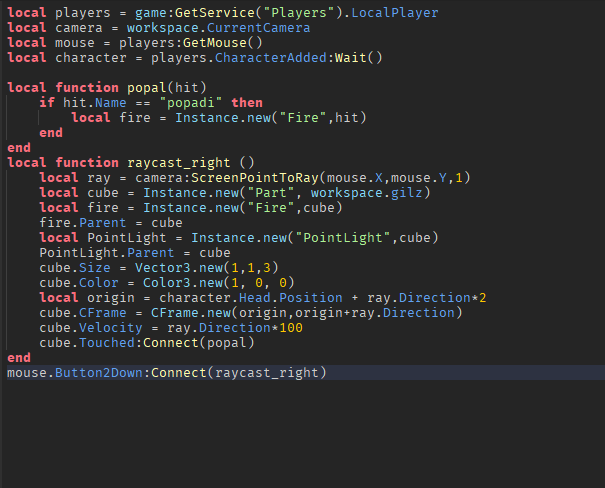 local players = game:GetService("Players").LocalPlayer
local camera = workspace.CurrentCamera
local mouse = players:GetMouse()
local character = players.CharacterAdded:Wait()

local function popal(hit)
    if hit.Name == "popadi" then
        local fire = Instance.new("Fire",hit)
    end
end
local function raycast_right ()
    local ray = camera:ScreenPointToRay(mouse.X,mouse.Y,1)
    local cube = Instance.new("Part", workspace.gilz)
    local fire = Instance.new("Fire",cube)
    fire.Parent = cube
    local PointLight = Instance.new("PointLight",cube)
    PointLight.Parent = cube
    cube.Size = Vector3.new(1,1,3)
    cube.Color = Color3.new(1, 0, 0)
    local origin = character.Head.Position + ray.Direction*2
    cube.CFrame = CFrame.new(origin,origin+ray.Direction)
    cube.Velocity = ray.Direction*100
    cube.Touched:Connect(popal)
end
mouse.Button2Down:Connect(raycast_right)